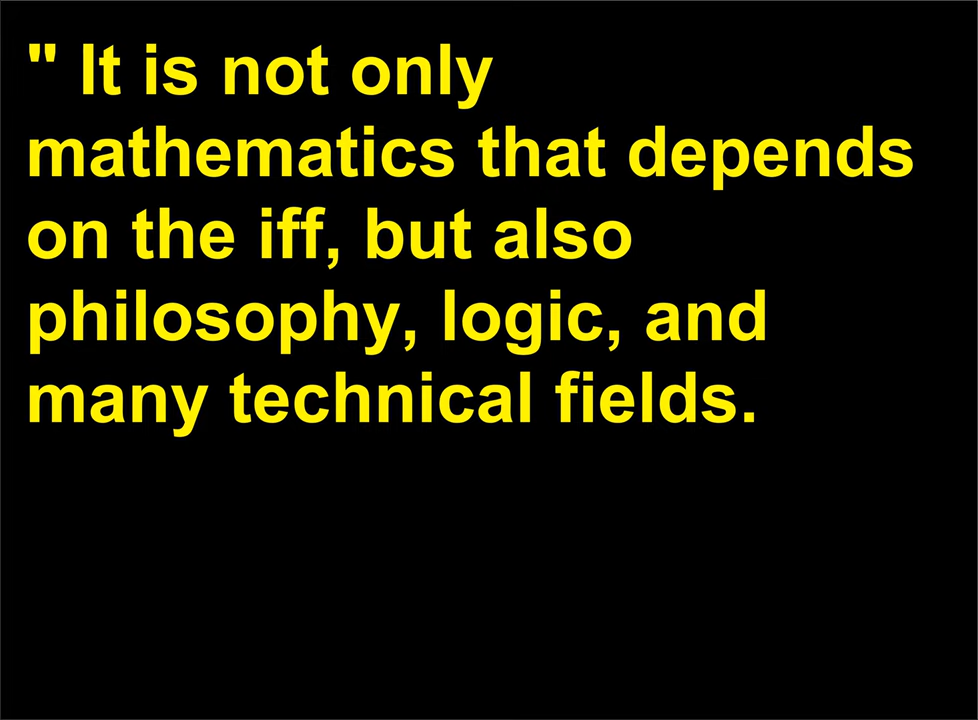 " It is not only
mathematics that depends
on the iff, but also
philosophy, logic, and
many technical fields.